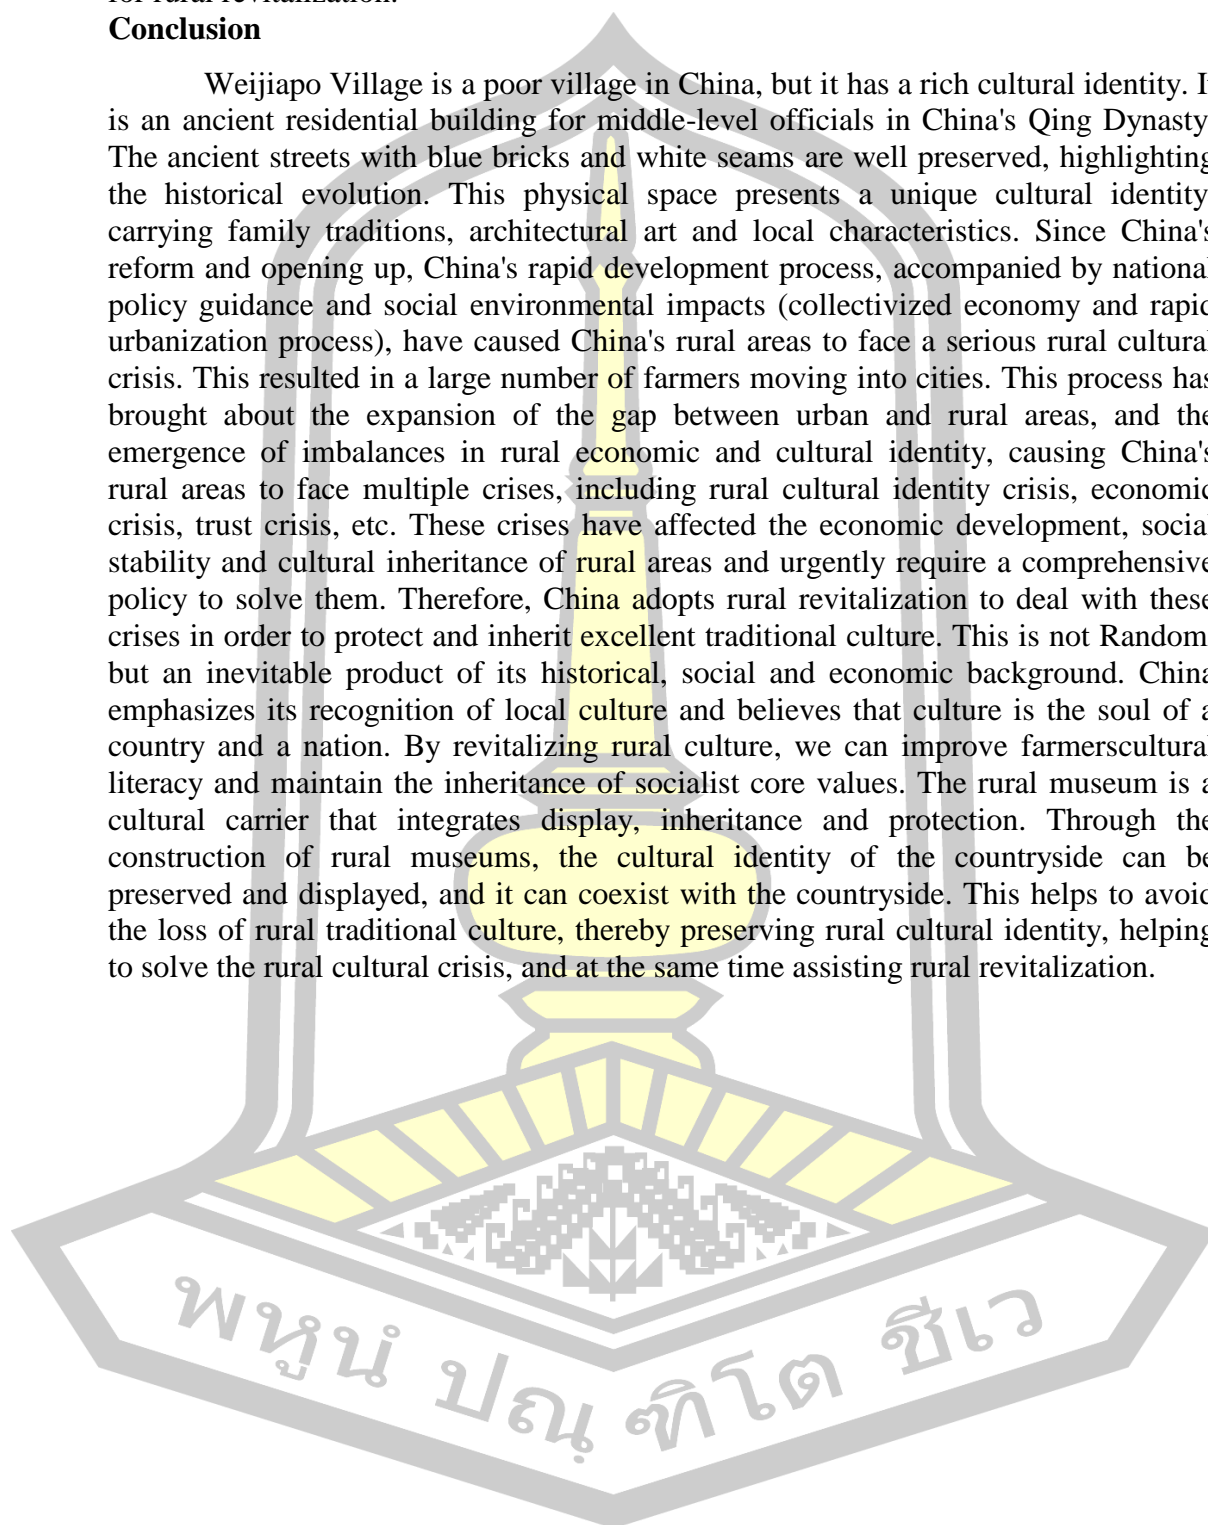 for rural revitalization.
Conclusion
Weijiapo Village is a poor village in China, but it has a rich cultural identity. I
is an ancient residential building for middle-level officials in China's Qing Dynasty
The ancient streets with blue bricks and white seams are well preserved, highlighting
the historical evolution. This physical space presents a unique cultural identity
carrying family traditions, architectural art and local characteristics. Since China's
reform and opening up, China's rapid development process, accompanied by national
policy guidance and social environmental impacts (collectivized economy and rapid
urbanization process), have caused China's rural areas to face a serious rural cultural
crisis. This resulted in a large number of farmers moving into cities. This process has
brought about the expansion of the gap between urban and rural areas, and the
emergence of imbalances in rural economic and cultural identity, causing China's
rural areas to face multiple crises, including rural cultural identity crisis, economic
crisis, trust crisis, etc. These crises have affected the economic development, social
stability and cultural inheritance of rural areas and urgently require a comprehensive
policy to solve them. Therefore, China adopts rural revitalization to deal with these
crises in order to protect and inherit excellent traditional culture. This is not Random
but an inevitable product of its historical, social and economic background. China
emphasizes its recognition of local culture and believes that culture is the soul of a
country and a nation. By revitalizing rural culture, we can improve farmerscultural
literacy and maintain the inheritance of socialist core values. The rural museum is a
cultural carrier that integrates display, inheritance and protection. Through the
construction of rural museums, the cultural identity of the countryside can be
preserved and displayed, and it can coexist with the countryside. This helps to avoid
the loss of rural traditional culture, thereby preserving rural cultural identity, helping
to solve the rural cultural crisis, and at the same time assisting rural revitalization.
พหูนํ ปณฺ ฑิโต ชีเว